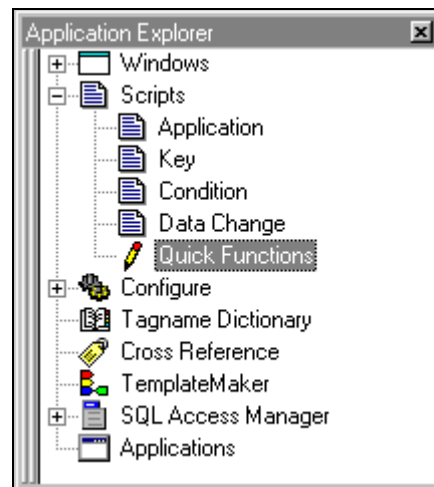 Application Explorer
Windows
Scripts
Application
Key
Condition
Data Change
Quick Functions
Configure
Tagname Dictionary
Cross Reference
TemplateMaker
SQL Access Manager
Applications